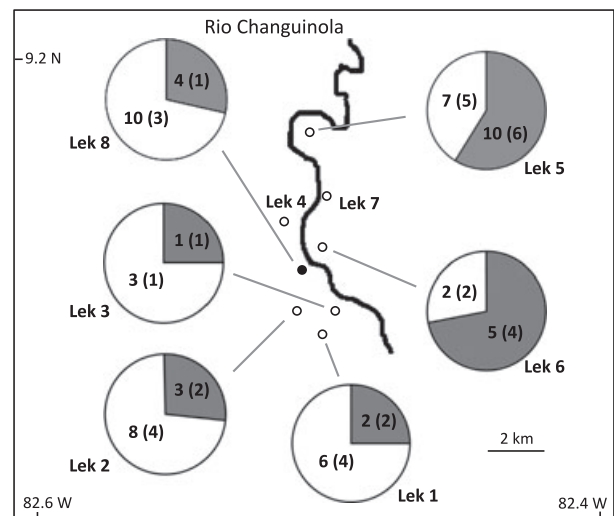 Rio Changuinola
9.2 N
4 (1)
10 (3)
Lek 8
7 (5)
10 (6)
Lek 5
Lek 4
Lek 7
1 (1)
3 (1)
Lek 3
2 (2)
5 (4)
Lek 6
3 (2)
8 (4)
Lek 2
2 (2)
6 (4)
Lek 1
2 km
82.6 W
82.4 W